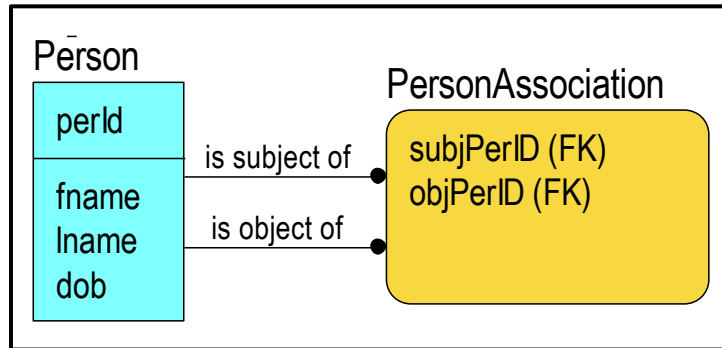 Person
perId
fname
lname
dob
is subject of
is object of
PersonAssociation
subjPerID (FK)
objPerID (FK)